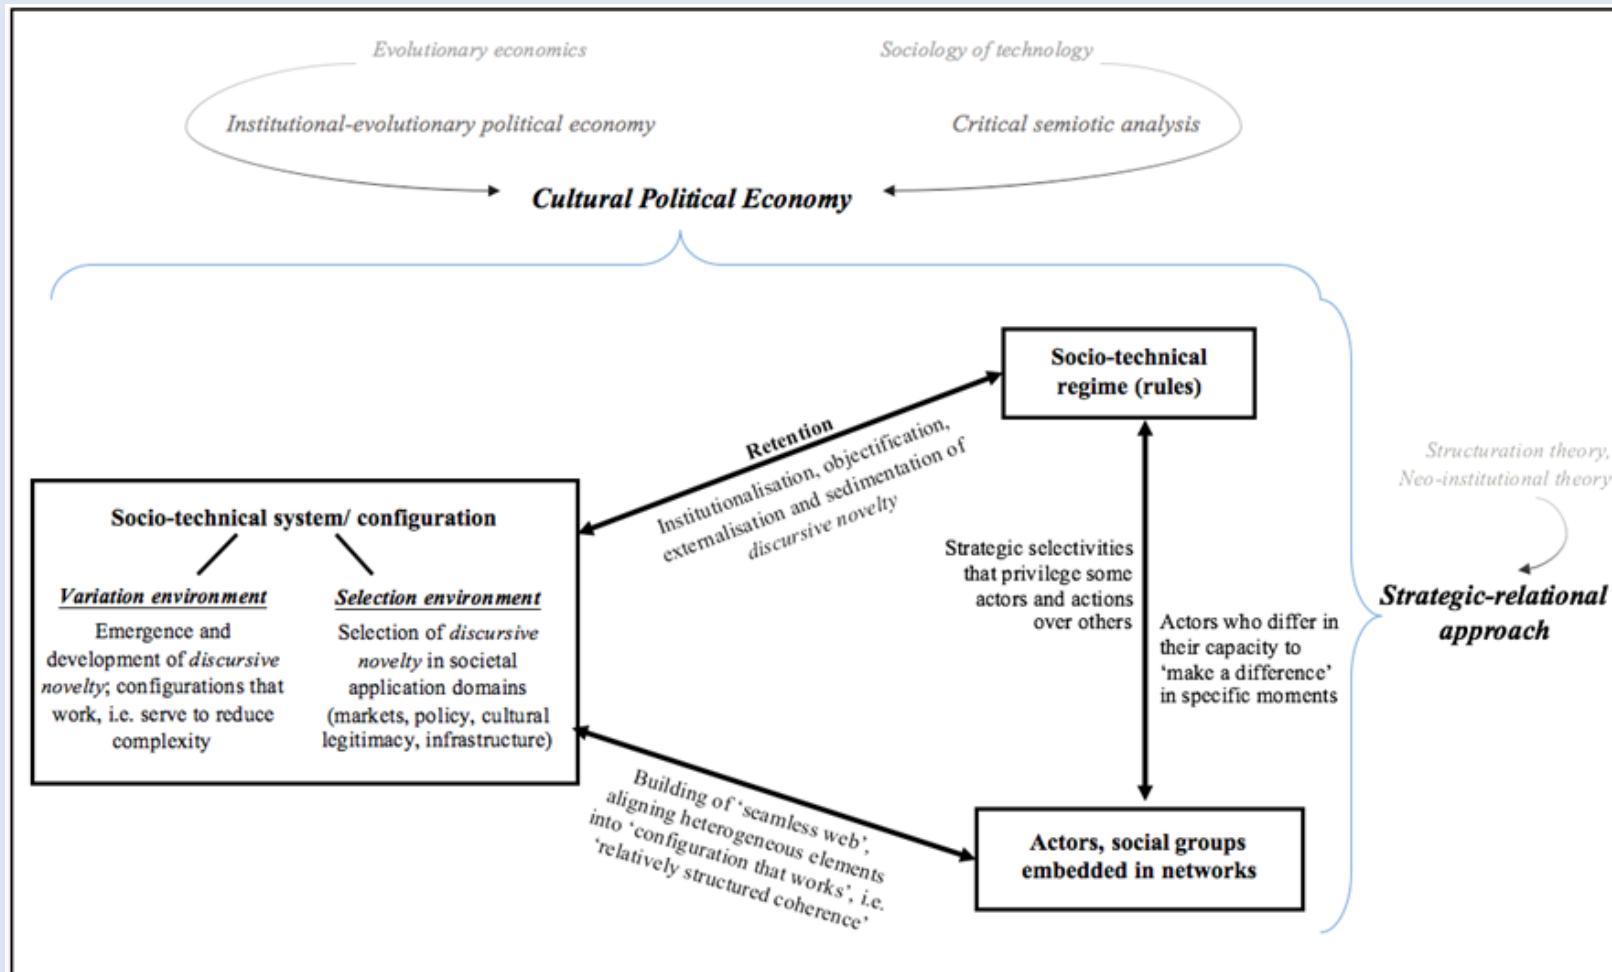 Evolutionary economics
Sociology of technology
Institutional-evolutionary political economy
Critical semiotic analysis
Cultural Political Economy
Socio-technical
regime (rules)
Retention
Institutionalisation, objectification,
externalisation and sedimentation of
discursive novelty
Structuration theory,
Neo-institutional theory
Socio-technical system/ configuration
Variation environment
Emergence and
development of discursive
novelty; configurations that
work, i.e. serve to reduce
complexity
Selection environment
Selection of discursive
novelty in societal
application domains
(markets, policy, cultural
legitimacy, infrastructure)
Strategic selectivities
that privilege some
actors and actions
over others
Actors who differ in
their capacity to
‘make a difference’
in specific moments
Strategic-relational
approach
Building of ‘seamless web’,
aligning heterogeneous elements
into ‘configuration that works’, i.e.
‘relatively structured coherence’
Actors, social groups
embedded in networks